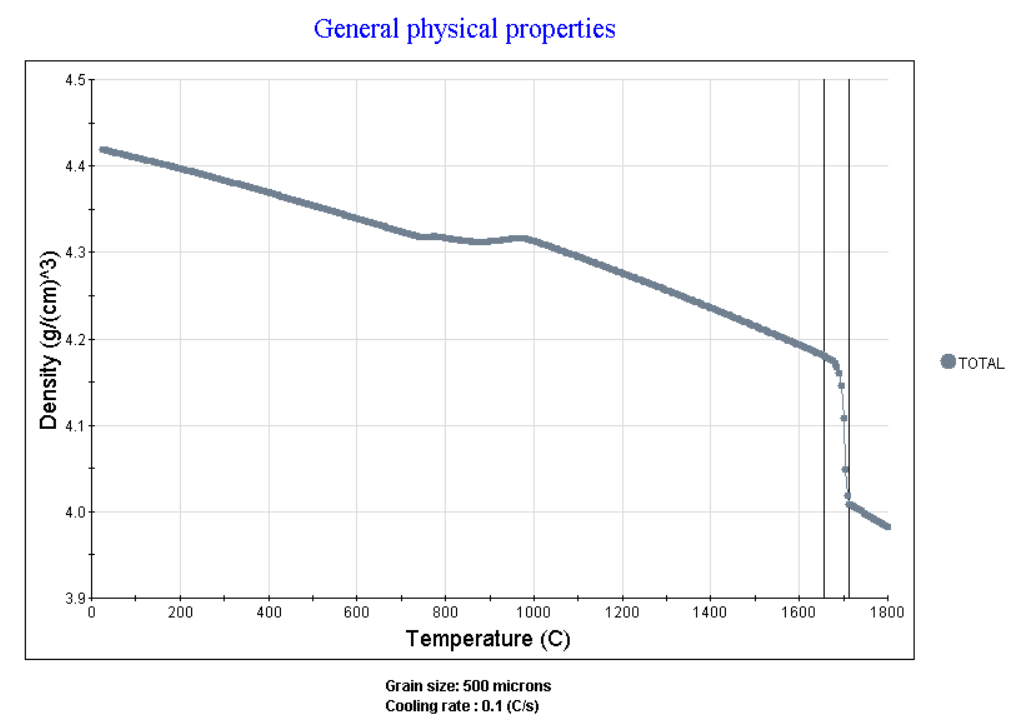 General physical properties
4.5
4.4
4.3
4.2
4.1
4.0
3.9
Density (g/(cm)^3)
0 200 400 600 800 1000 1200 1400 1600 1800
Temperature (C)
TOTAL
Grain size: 500 microns
Cooling rate : 0.1 (C/s)